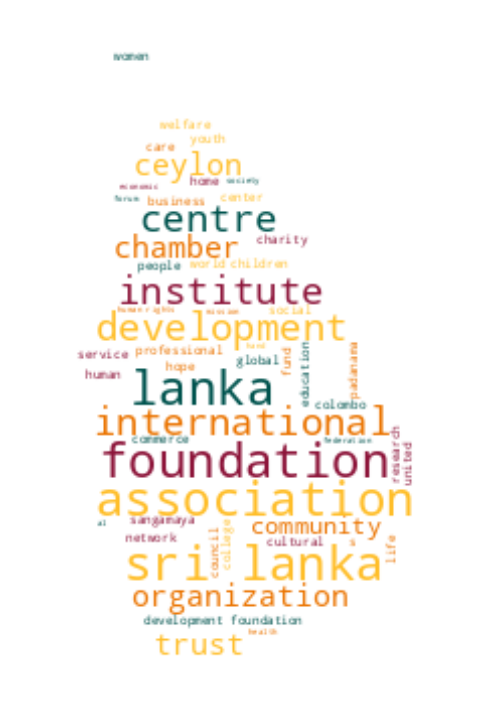 women
welfare
youth
care
ceylon
home society
economic
forum business center
centre
chamber charity
people world children
institute
human rights mission social
development
hand
service professional global
hope fund education padanama
human
lanka
colombo
international
commerce federation
foundation
research united
association
al sangamaya
community
network council college cultural s life
sri lanka
organization
development foundation
health
trust